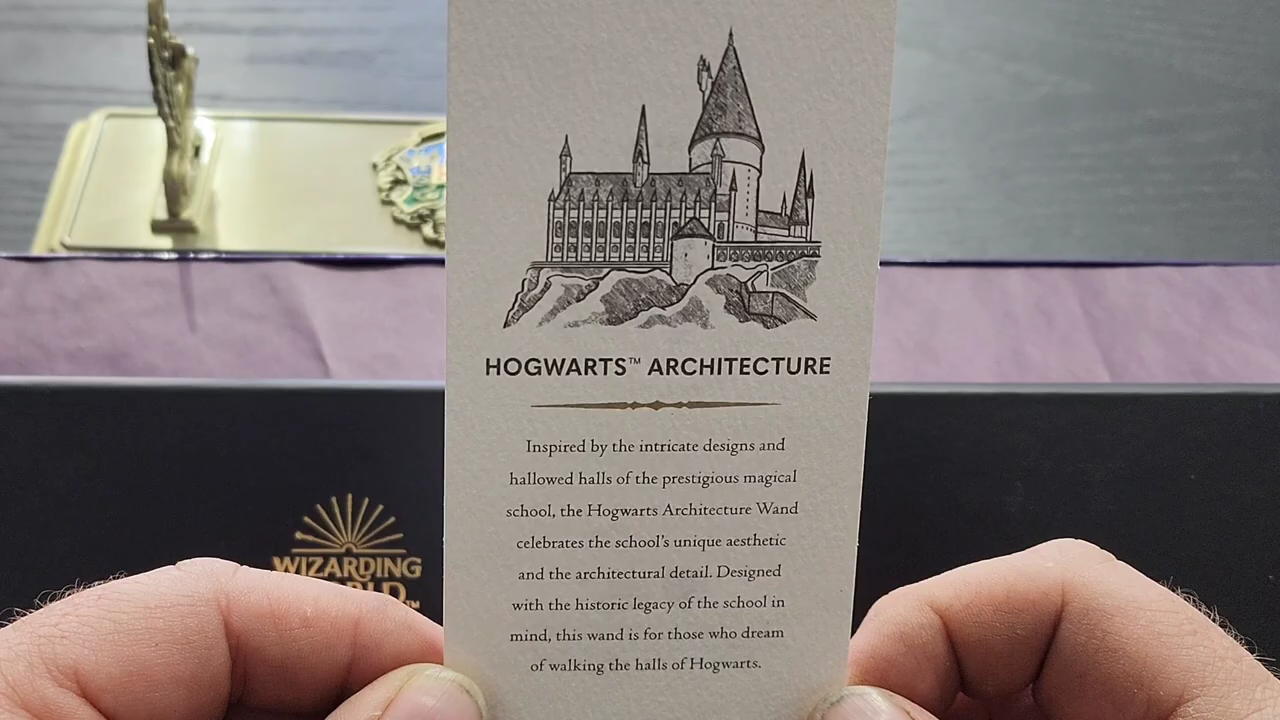 HOGWARTS™ ARCHITECTURE
Inspired by the intricate designs and
hallowed halls of the prestigious magical
school, the Hogwarts Architecture Wand
celebrates the school's unique aesthetic
and the architectural detail. Designed
with the historic legacy of the school in
mind, this wand is for those who dream
of walking the halls of Hogwarts.
WIZARDING
WORLD™